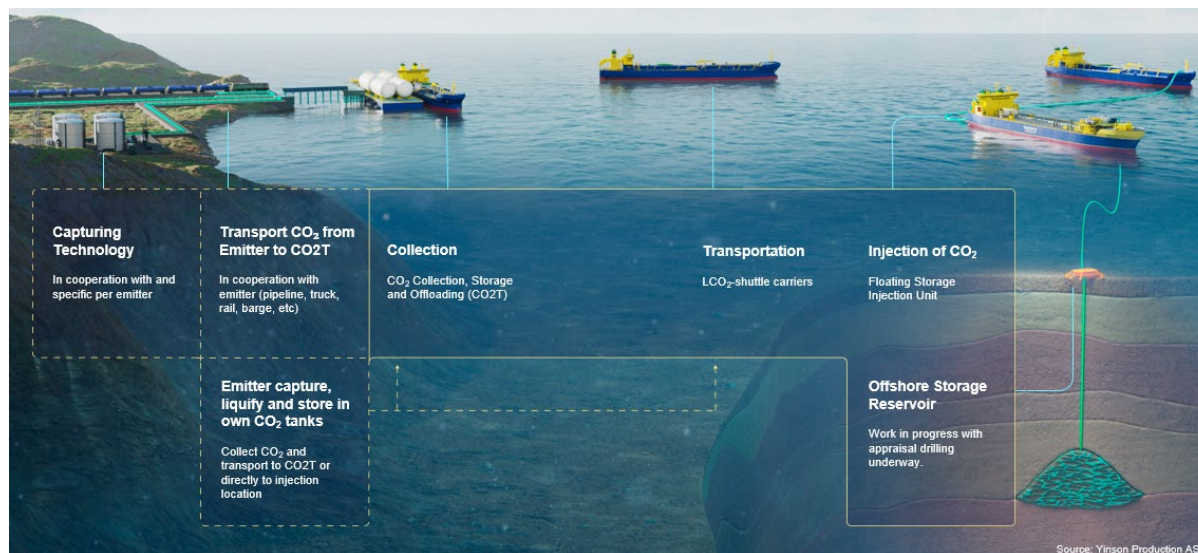 Capturing
Technology
In cooperation with and
specific per emitter
Transport CO₂ from
Emitter to CO2T
In cooperation with
emitter (pipeline, truck,
rail, barge, etc)
Collection
CO₂ Collection, Storage
and Offloading (CO2T)
Transportation
LCO₂-shuttle carriers
Injection of CO₂
Floating Storage
Injection Unit
Emitter capture,
liquify and store in
own CO₂ tanks
Collect CO₂ and
transport to CO2T or
directly to injection
location
Offshore Storage
Reservoir
Work in progress with
appraisal drilling
underway.
Source: Yinson Production AS